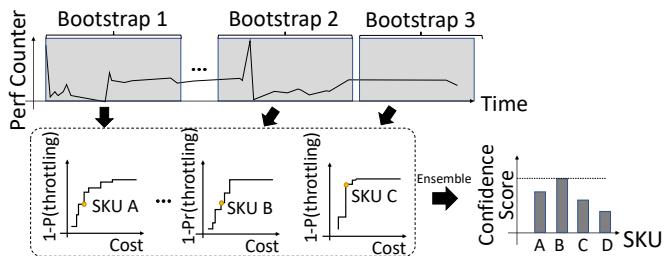 Bootstrap 1
Bootstrap 2
Bootstrap 3
Perf Counter
...
Time
1-P(throttling)
SKU A
Cost
...
1-Pr(throttling)
SKU B
Cost
1-P(throttling)
SKU C
Cost
Ensemble
Confidence
Score
A B C D
SKU